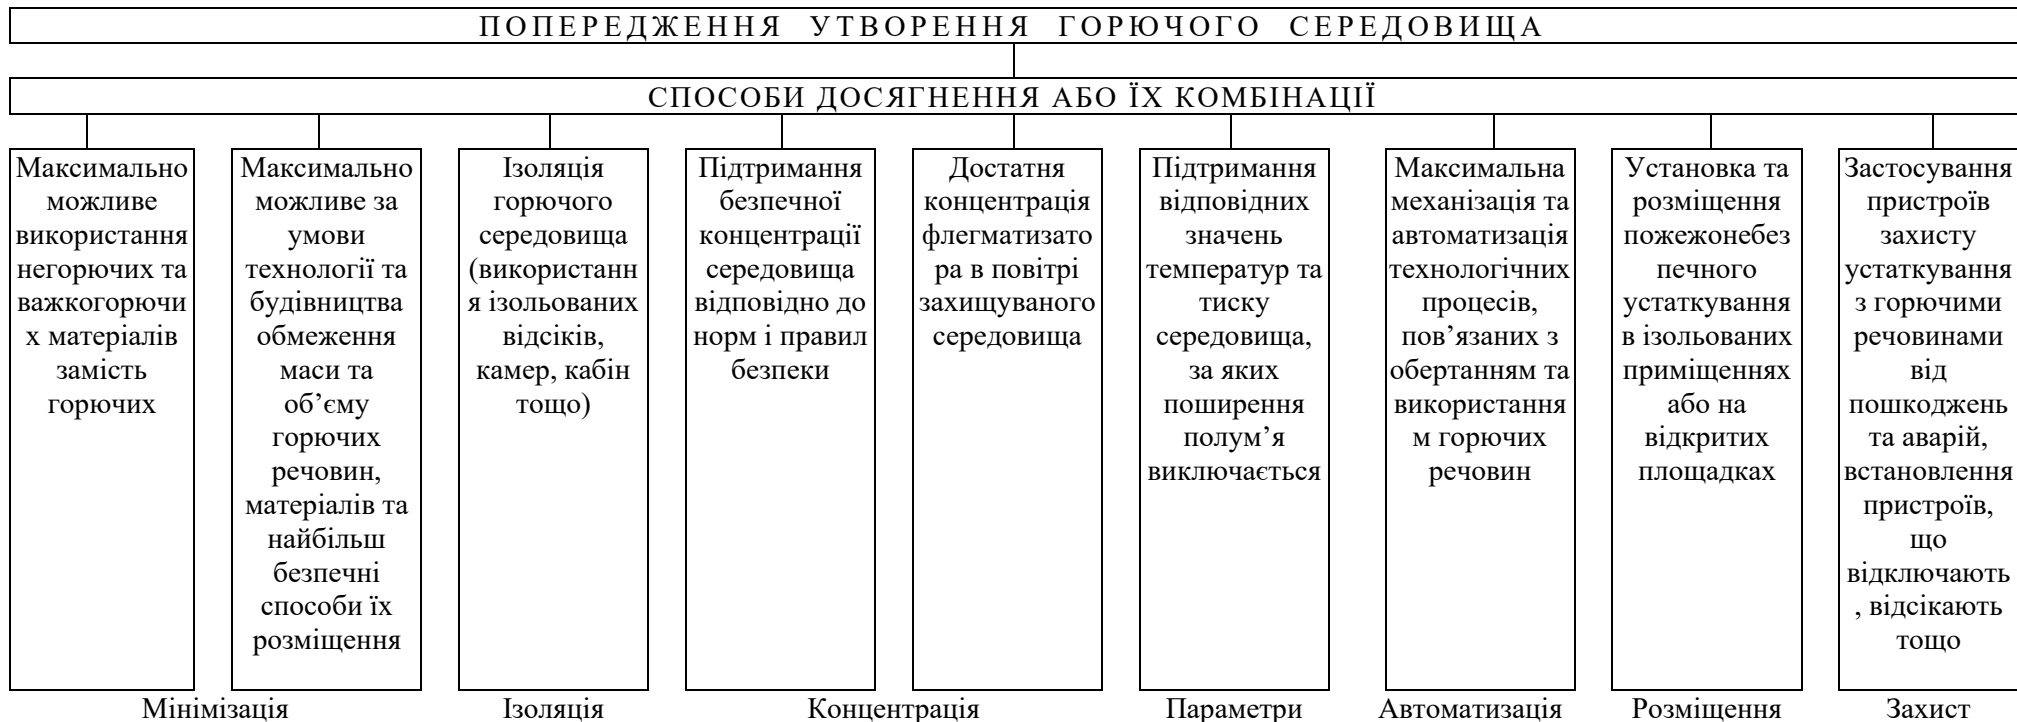 ПОПЕРЕДЖЕННЯ УТВОРЕННЯ ГОРЮЧОГО СЕРЕДОВИЩА
СПОСОБИ ДОСЯГНЕННЯ АБО ЇХ КОМБІНАЦІЇ
Максимально
можливе
використання
негорючих та
важкогорючи
х матеріалів
замість
горючих
Максимально
можливе за
умови
технології та
будівництва
обмеження
маси та
об’єму
горючих
речовин,
матеріалів та
найбільш
безпечні
способи їх
розміщення
Ізоляція
горючого
середовища
(використанн
я ізольованих
відсіків,
камер, кабін
тощо)
Підтримання
безпечної
концентрації
середовища
відповідно до
норм і правил
безпеки
Достатня
концентрація
флегматизато
ра в повітрі
захищуваного
середовища
Підтримання
відповідних
значень
температур та
тиску
середовища,
за яких
поширення
полум’я
виключається
Максимальна
механізація та
автоматизація
технологічних
процесів,
пов’язаних з
обертанням та
використання
м горючих
речовин
Установка та
розміщення
пожежонебез
печного
устаткування
в ізольованих
приміщеннях
або на
відкритих
площадках
Застосування
пристроїв
захисту
устаткування
з горючими
речовинами
від
пошкоджень
та аварій,
встановлення
пристроїв,
що
відключають
, відсікають
тощо
Мінімізація
Ізоляція
Концентрація
Параметри
Автоматизація
Розміщення
Захист